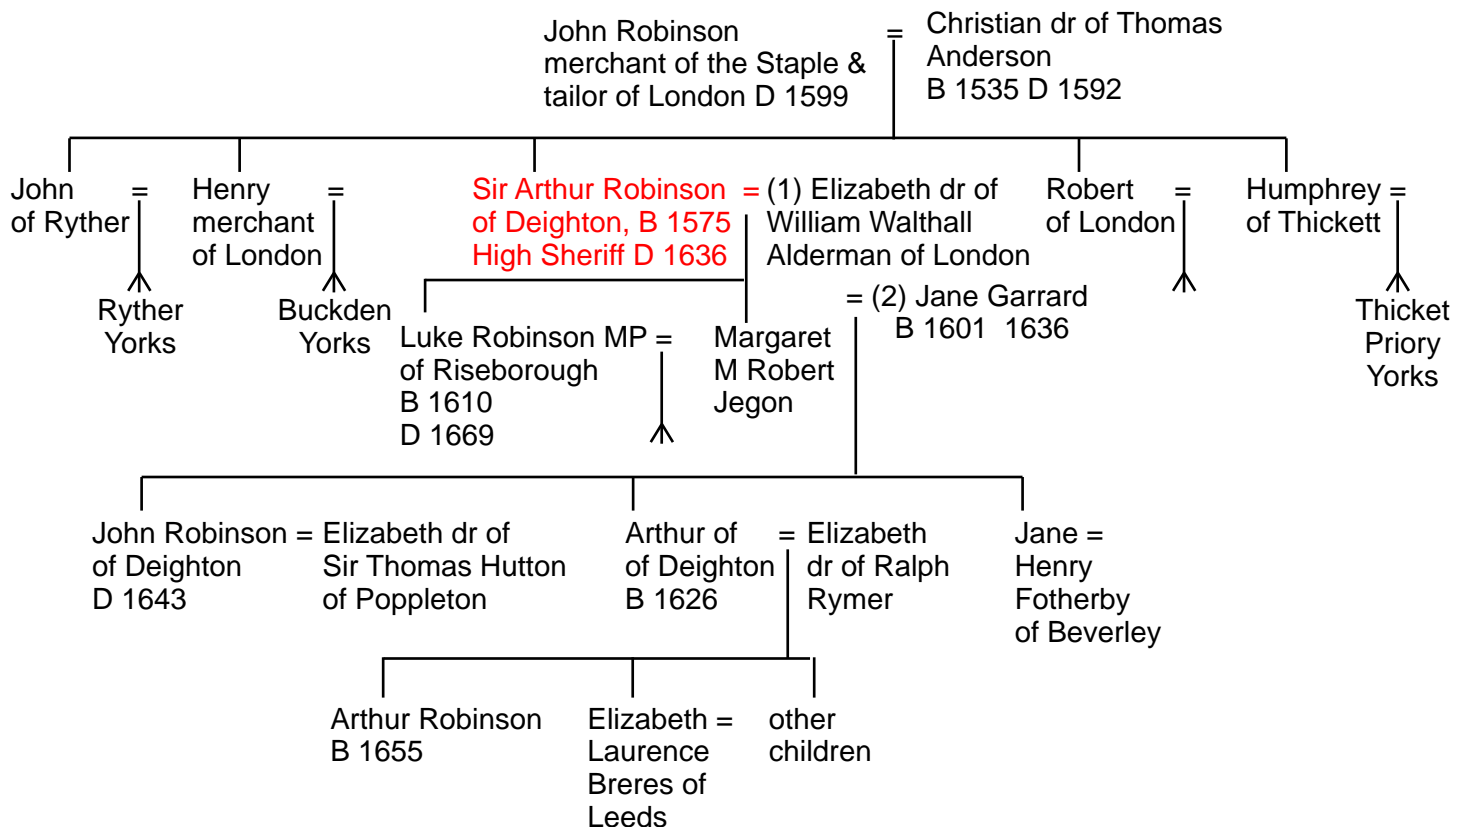 John Robinson
merchant of the Staple &
tailor of London D 1599
=
Christian dr of Thomas
Anderson
B 1535 D 1592
John =
of Ryther
Ryther
Yorks
Henry =
merchant
of London
Buckden
Yorks
Sir Arthur Robinson =
of Deighton, B 1575
High Sheriff D 1636
(1) Elizabeth dr of
William Walthall
Alderman of London
= (2) Jane Garrard
B 1601 1636
Robert =
of London
Humphrey =
of Thickett
Thicket
Priory
Yorks
Luke Robinson MP =
of Riseborough
B 1610
D 1669
Margaret
M Robert
Jegon
John Robinson =
of Deighton
D 1643
Elizabeth dr of
Sir Thomas Hutton
of Poppleton
Arthur of =
of Deighton
B 1626
Elizabeth
dr of Ralph
Rymer
Jane =
Henry
Fotherby
of Beverley
Arthur Robinson
B 1655
Elizabeth =
Laurence
Breres of
Leeds
other
children